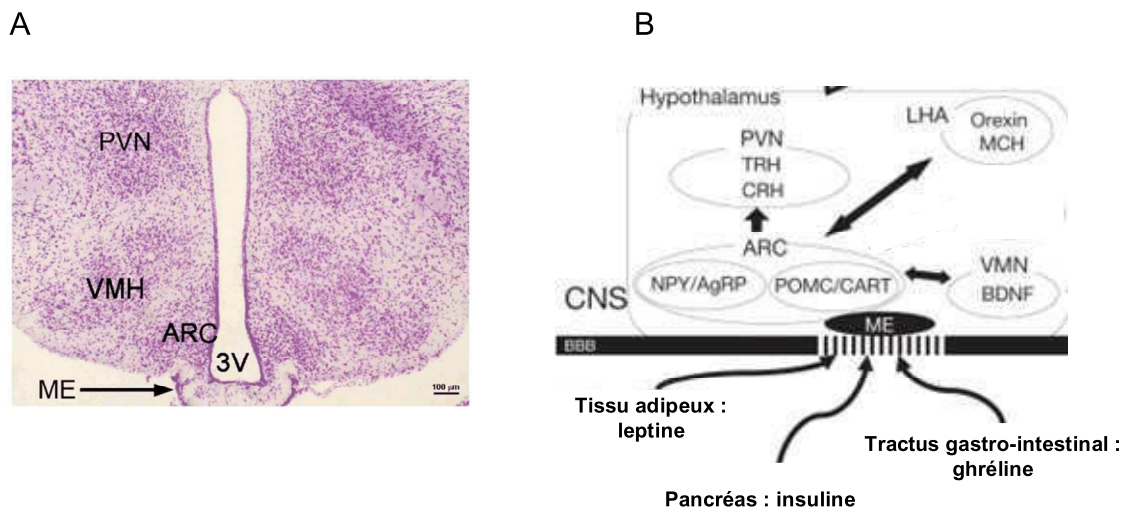 A
PVN
VMH
ARC
3V
ME
100 µm
B
Hypothalamus
LHA
Orexin
MCH
PVN
TRH
CRH
ARC
NPY/AgRP
POMC/CART
VMN
BDNF
CNS
ME
BBB
Tissu adipeux :
leptine
Tractus gastro-intestinal :
ghréline
Pancréas : insuline